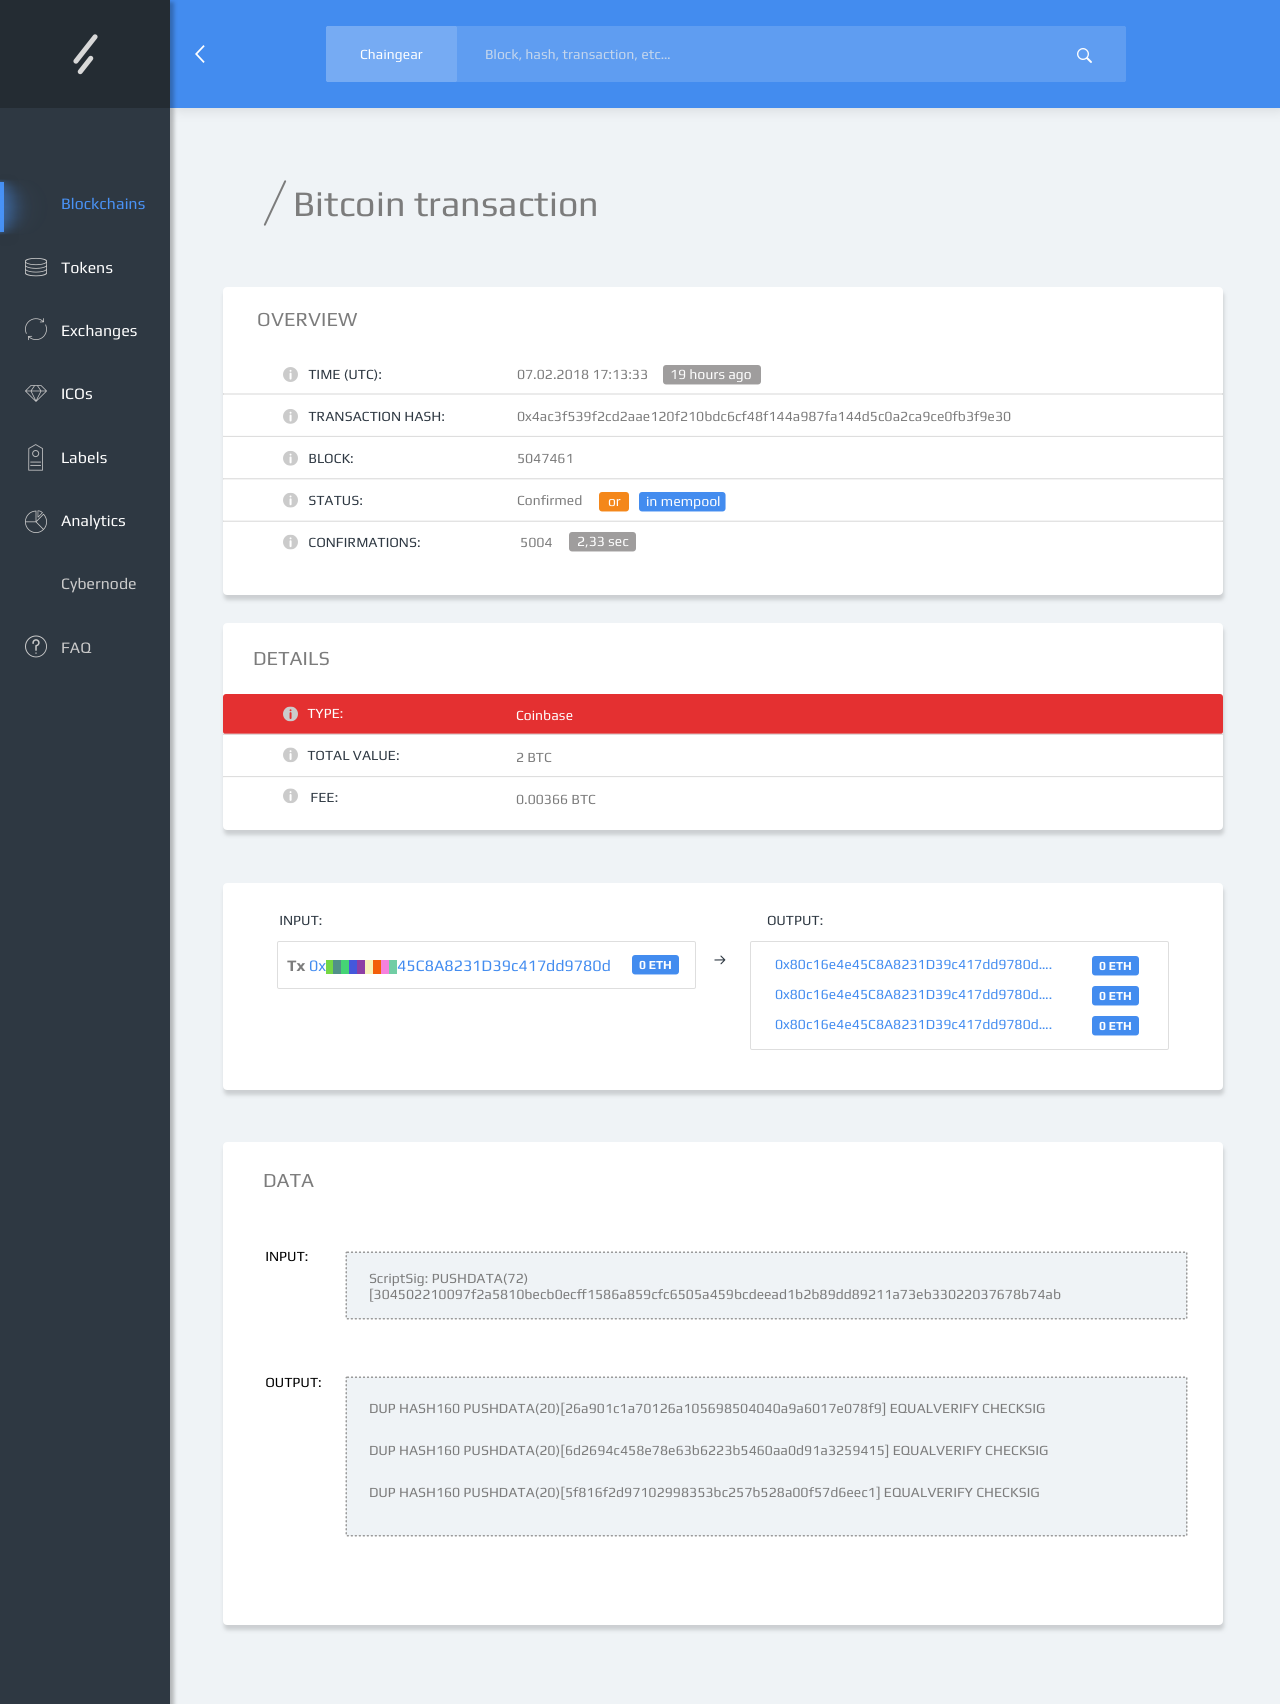 Chaingear
Block, hash, transaction, etc...
Blockchains
Tokens
Exchanges
ICOs
Labels
Analytics
Cybernode
FAQ
Bitcoin transaction
OVERVIEW
TIME (UTC): 07.02.2018 17:13:33 19 hours ago
TRANSACTION HASH: 0x4ac3f539f2cd2aae120f210bdc6cf48f144a987fa144d5c0a2ca9ce0fb3f9e30
BLOCK: 5047461
STATUS: Confirmed or in mempool
CONFIRMATIONS: 5004 2,33 sec
DETAILS
TYPE: Coinbase
TOTAL VALUE: 2 BTC
FEE: 0.00366 BTC
INPUT:
Tx 0x 45C8A8231D39c417dd9780d 0 ETH
OUTPUT:
0x80c16e4e45C8A8231D39c417dd9780d.... 0 ETH
0x80c16e4e45C8A8231D39c417dd9780d.... 0 ETH
0x80c16e4e45C8A8231D39c417dd9780d.... 0 ETH
DATA
INPUT:
ScriptSig: PUSHDATA(72)
[304502210097f2a5810becb0ecff1586a859cfc6505a459bcdeead1b2b89dd89211a73eb33022037678b74ab
OUTPUT:
DUP HASH160 PUSHDATA(20)[26a901c1a70126a105698504040a9a6017e078f9] EQUALVERIFY CHECKSIG
DUP HASH160 PUSHDATA(20)[6d2694c458e78e63b6223b5460aa0d91a3259415] EQUALVERIFY CHECKSIG
DUP HASH160 PUSHDATA(20)[5f816f2d97102998353bc257b528a00f57d6eec1] EQUALVERIFY CHECKSIG